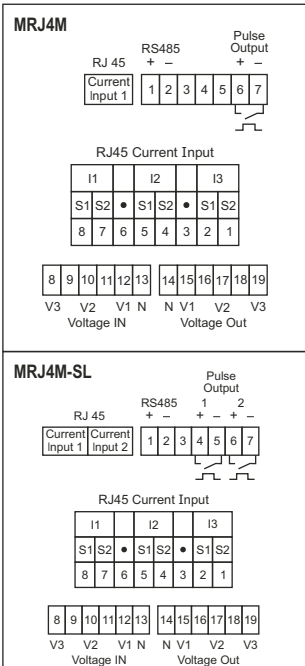 MRJ4M
Pulse
Output
RS485
RJ 45 + – + –
Current
Input 1
1 2 3 4 5 6 7
RJ45 Current Input
I1 I2 I3
S1 S2 • S1 S2 • S1 S2
8 7 6 5 4 3 2 1
8 9 10 11 12 13 14 15 16 17 18 19
V3 V2 V1 N N V1 V2 V3
Voltage IN Voltage Out
MRJ4M-SL
Pulse
Output
RS485 1 2
RJ 45 + – + – + –
Current Current
Input 1 Input 2
1 2 3 4 5 6 7
RJ45 Current Input
I1 I2 I3
S1 S2 • S1 S2 • S1 S2
8 7 6 5 4 3 2 1
8 9 10 11 12 13 14 15 16 17 18 19
V3 V2 V1 N N V1 V2 V3
Voltage IN Voltage Out